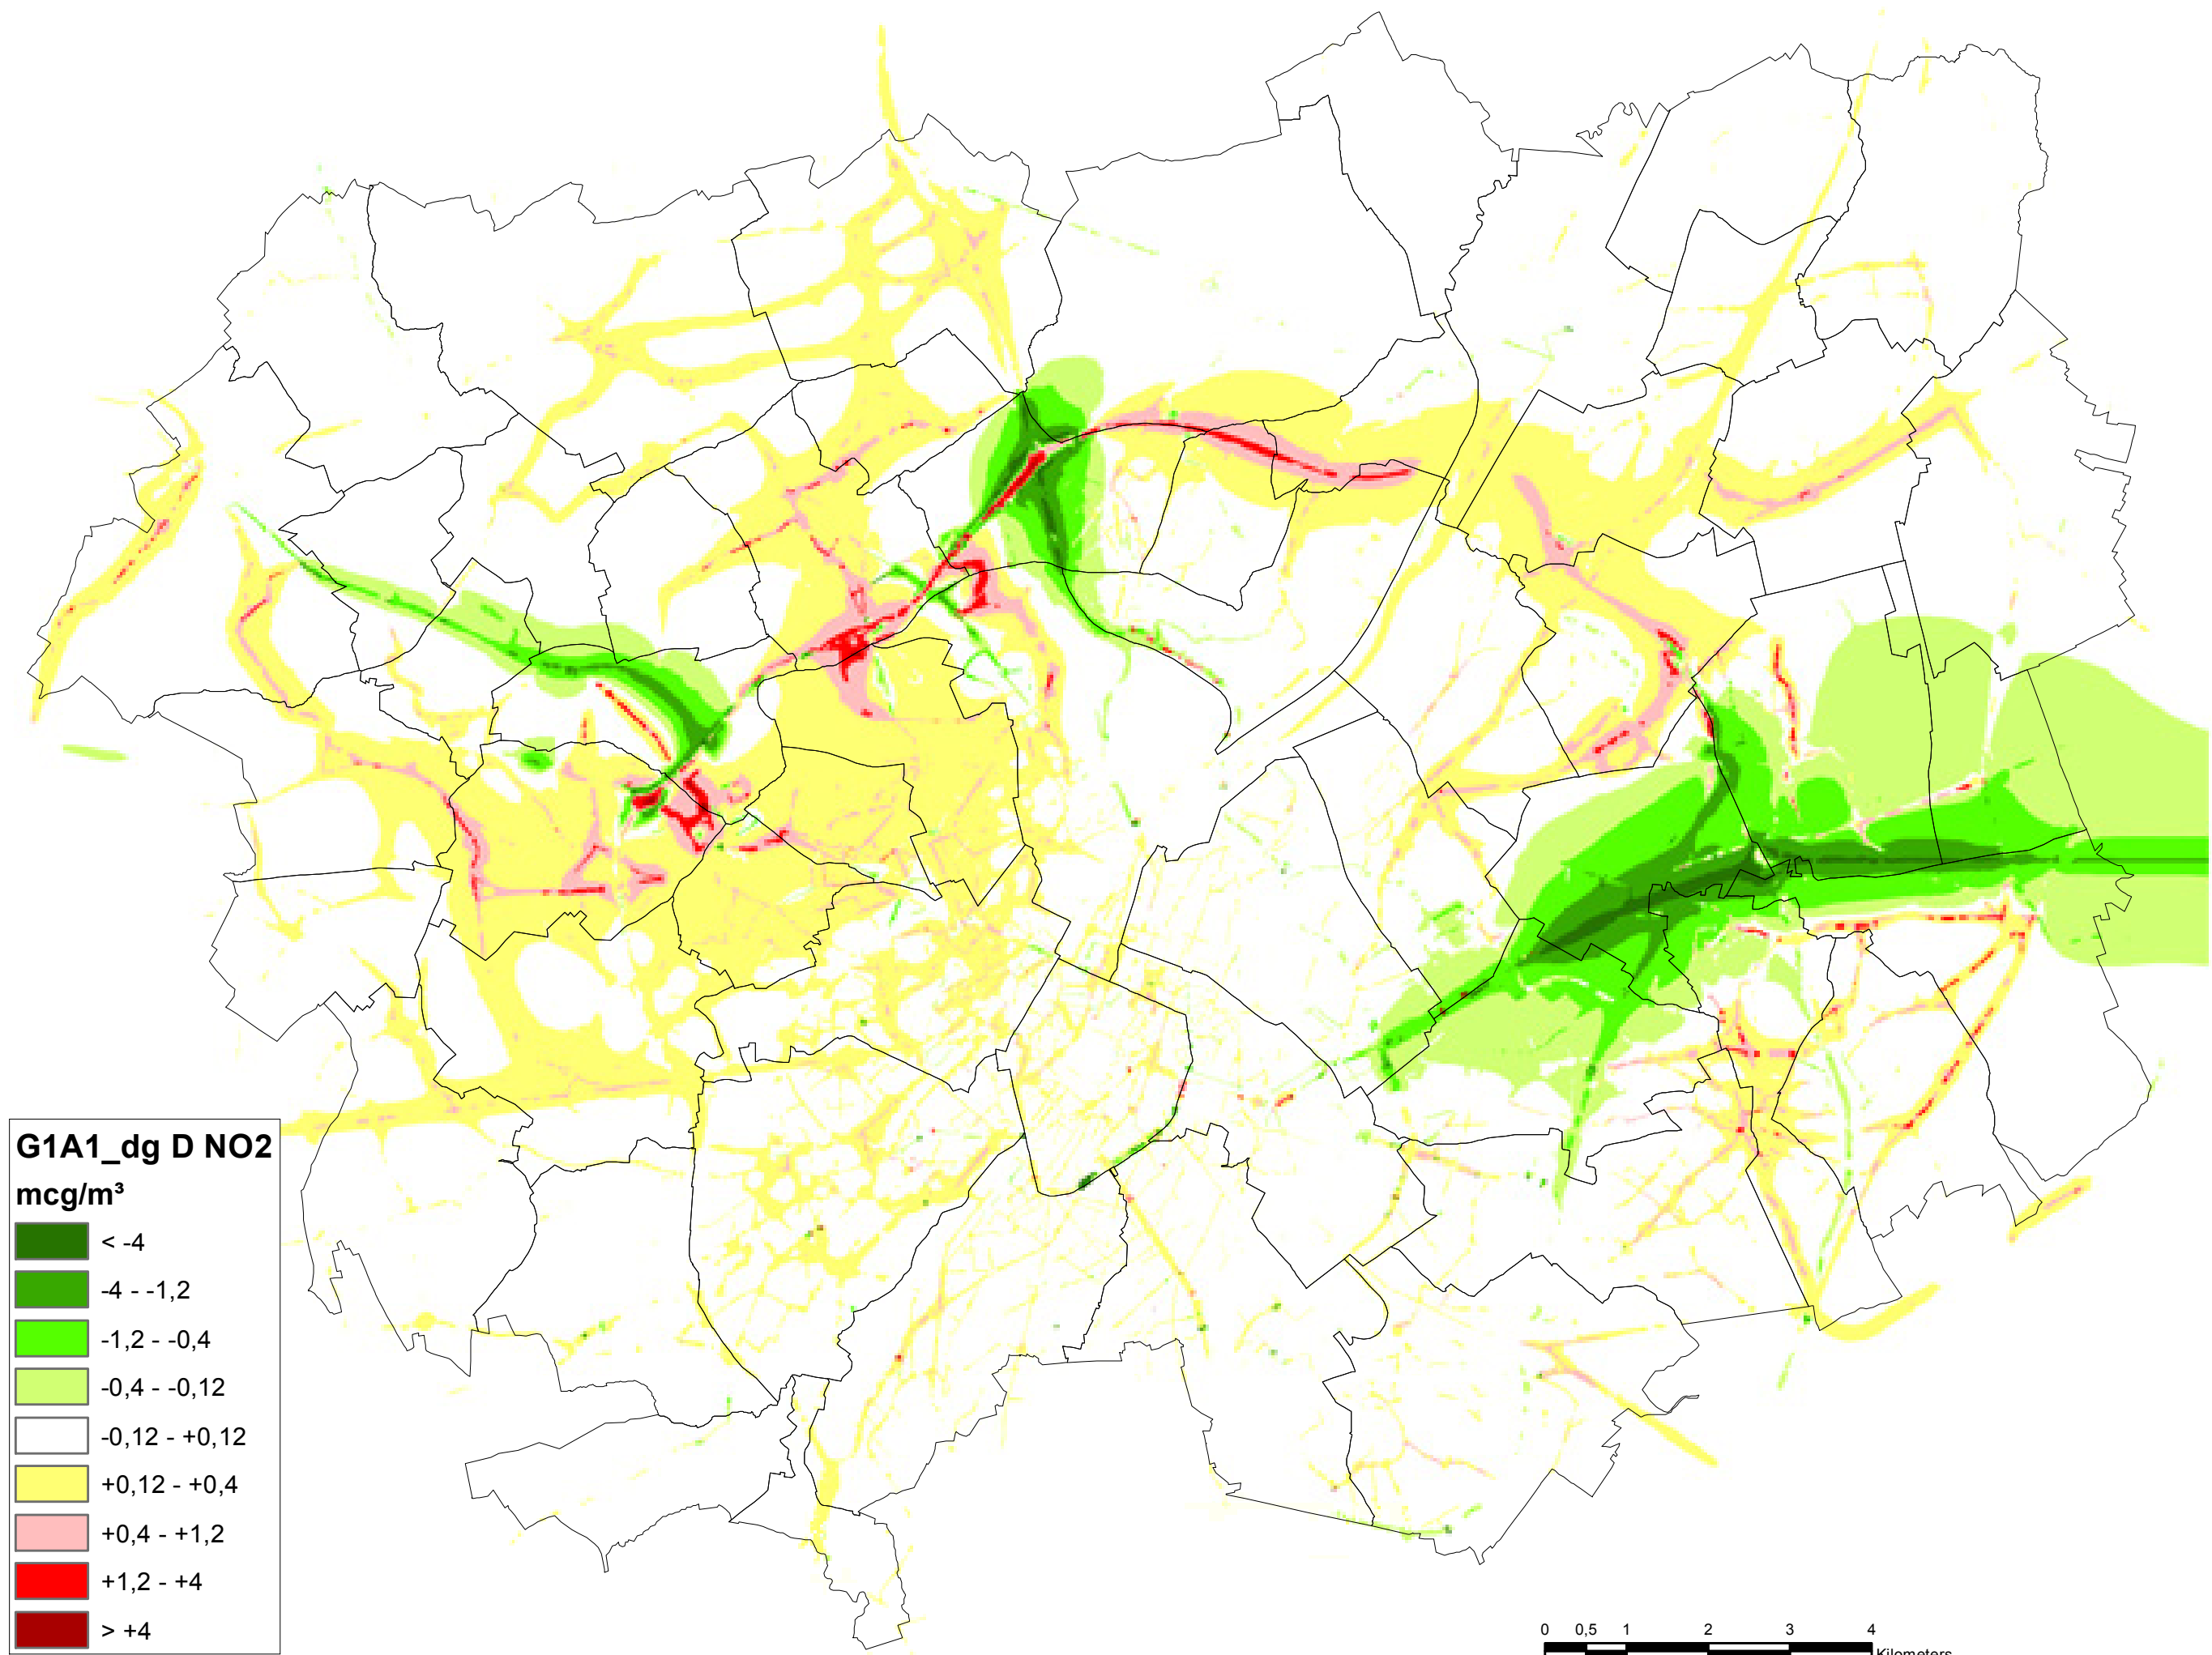 G1A1_dg D NO2
mcg/m³
< -4
-4 - -1,2
-1,2 - -0,4
-0,4 - -0,12
-0,12 - +0,12
+0,12 - +0,4
+0,4 - +1,2
+1,2 - +4
> +4
0 0,5 1 2 3 4
Kilometers